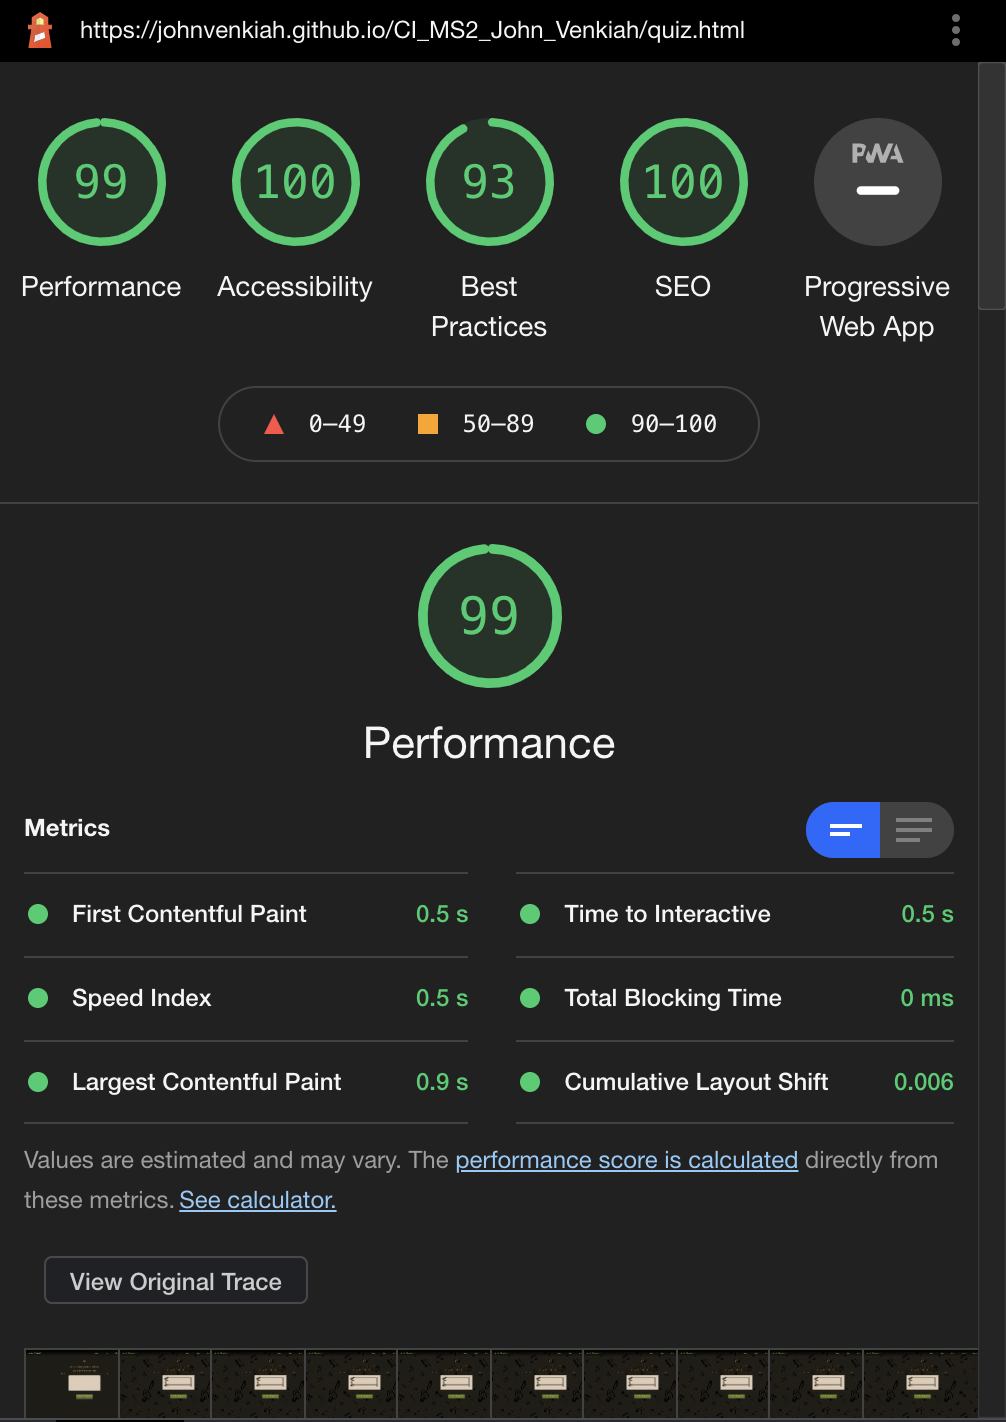 https://johnvenkiah.github.io/CI_MS2_John_Venkiah/quiz.html
99
100
93
100
PWA
Performance
Accessibility
Best
Practices
SEO
Progressive
Web App
0–49
50–89
90–100
99
Performance
Metrics
First Contentful Paint 0.5 s
Time to Interactive 0.5 s
Speed Index 0.5 s
Total Blocking Time 0 ms
Largest Contentful Paint 0.9 s
Cumulative Layout Shift 0.006
Values are estimated and may vary. The performance score is calculated directly from
these metrics. See calculator.
View Original Trace